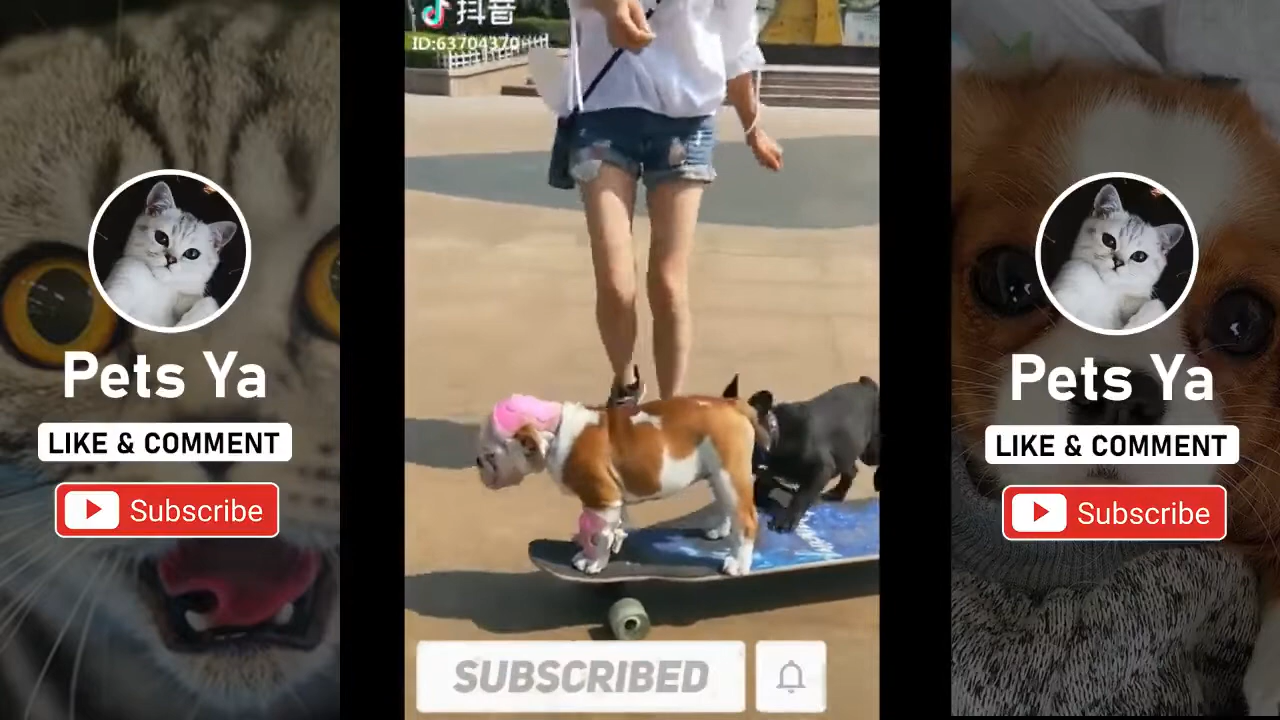 抖音
ID:63704370
Pets Ya
LIKE & COMMENT
Subscribe
Pets Ya
LIKE & COMMENT
Subscribe
SUBSCRIBED